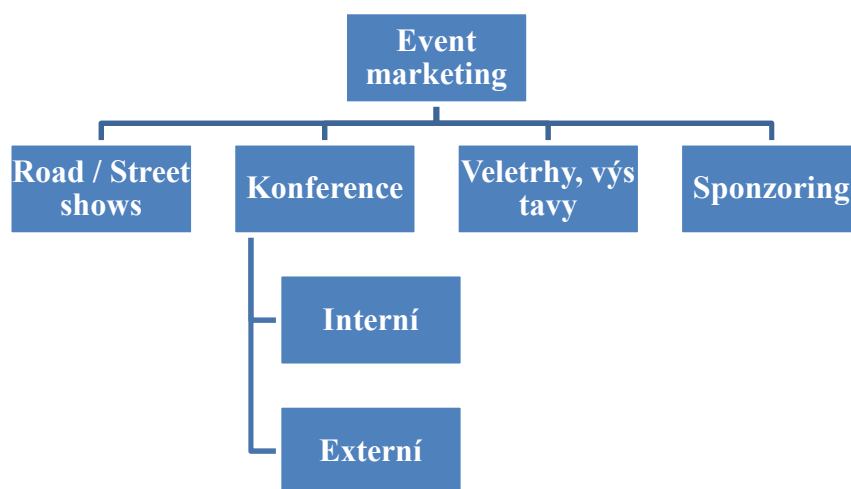 Event
marketing
Road / Street
shows
Konference
Veletrhy, výs
tavy
Sponzoring
Interní
Externí